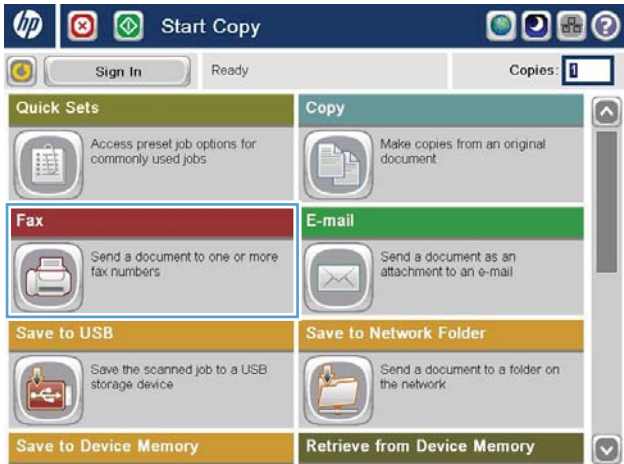 hp Start Copy ?
Sign In Ready Copies: 1
Quick Sets
Access preset job options for
commonly used jobs
Copy
Make copies from an original
document
Fax
Send a document to one or more
fax numbers
E-mail
Send a document as an
attachment to an e-mail
Save to USB
Save the scanned job to a USB
storage device
Save to Network Folder
Send a document to a folder on
the network
Save to Device Memory
Retrieve from Device Memory